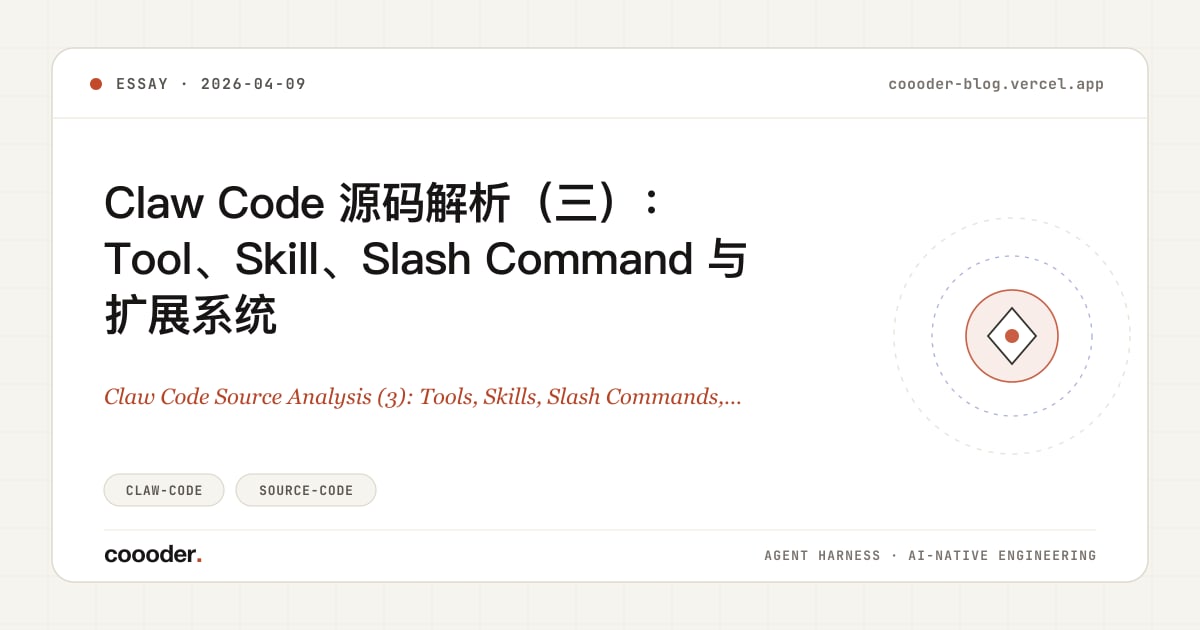 ESSAY · 2026-04-09
coooder-blog.vercel.app
Claw Code 源码解析（三）：
Tool、Skill、Slash Command 与
扩展系统
Claw Code Source Analysis (3): Tools, Skills, Slash Commands,...
CLAW-CODE
SOURCE-CODE
coooder.
AGENT HARNESS · AI-NATIVE ENGINEERING